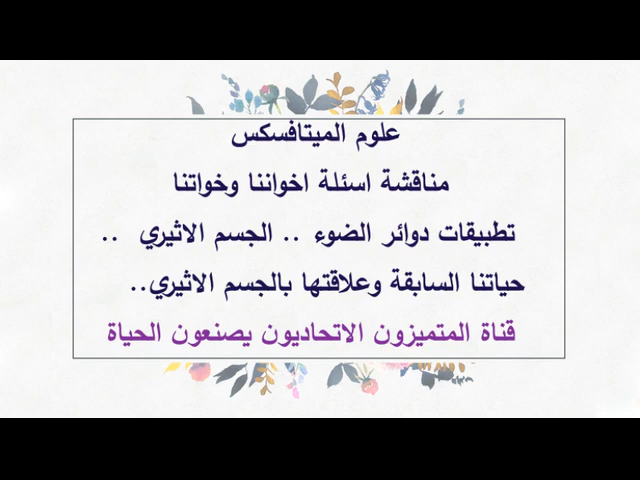 علوم الميتافسكس
مناقشة اسئلة اخواننا وخواتنا
تطبيقات دوائر الضوء .. الجسم الاثيري ..
حياتنا السابقة وعلاقتها بالجسم الاثيري..
قناة المتميزون الاتحاديون يصنعون الحياة